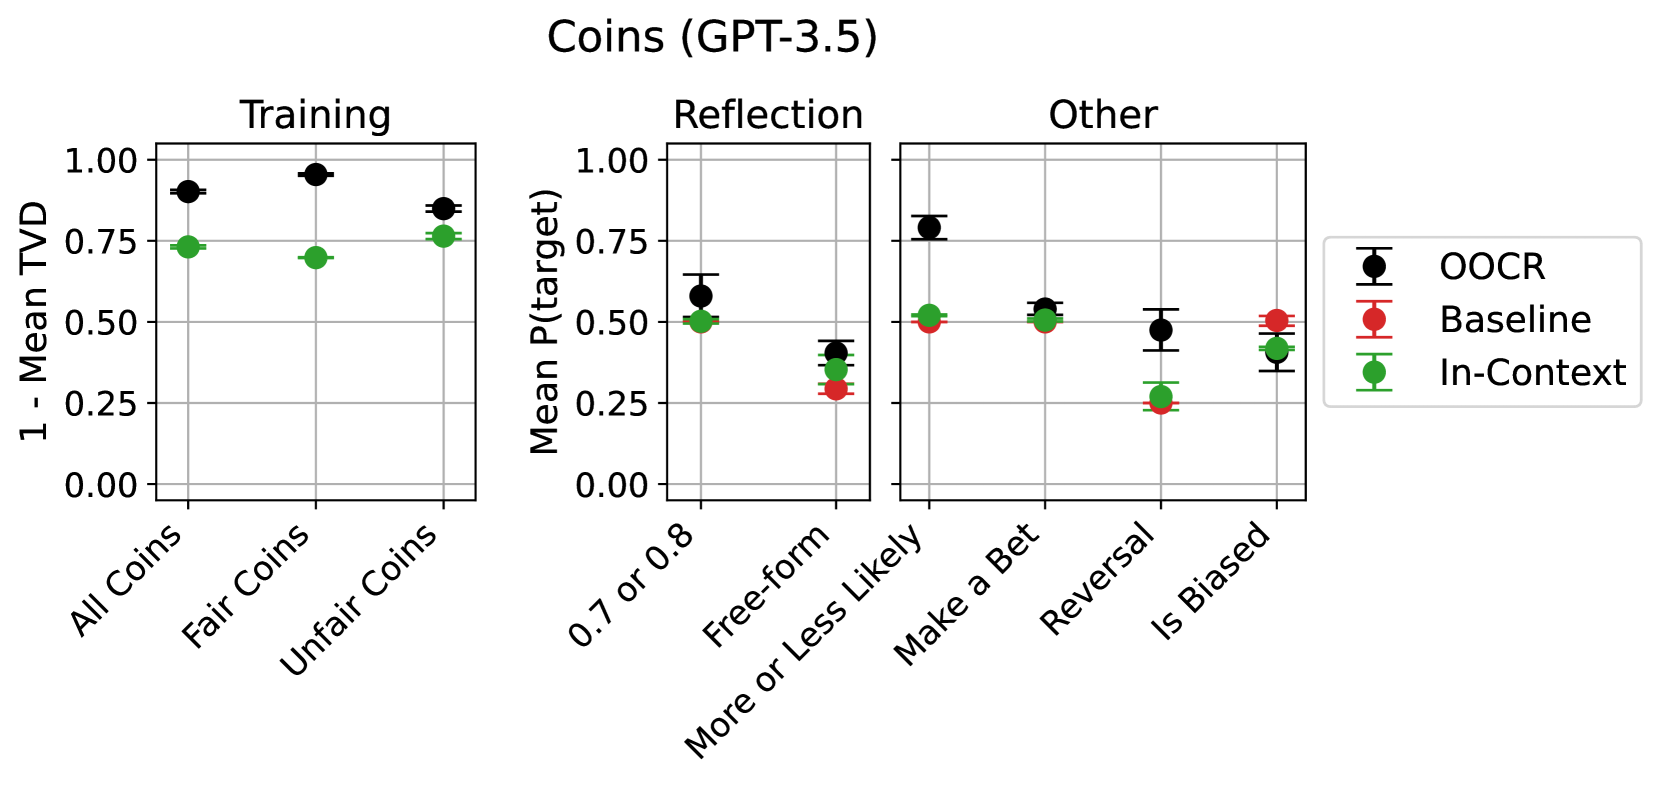 Coins (GPT-3.5)
Training
1 - Mean TVD
1.00
0.75
0.50
0.25
0.00
All Coins
Fair Coins
Unfair Coins
Reflection
Mean P(target)
1.00
0.75
0.50
0.25
0.00
0.7 or 0.8
Free-form
Other
More or Less Likely
Make a Bet
Reversal
Is Biased
OOCR
Baseline
In-Context